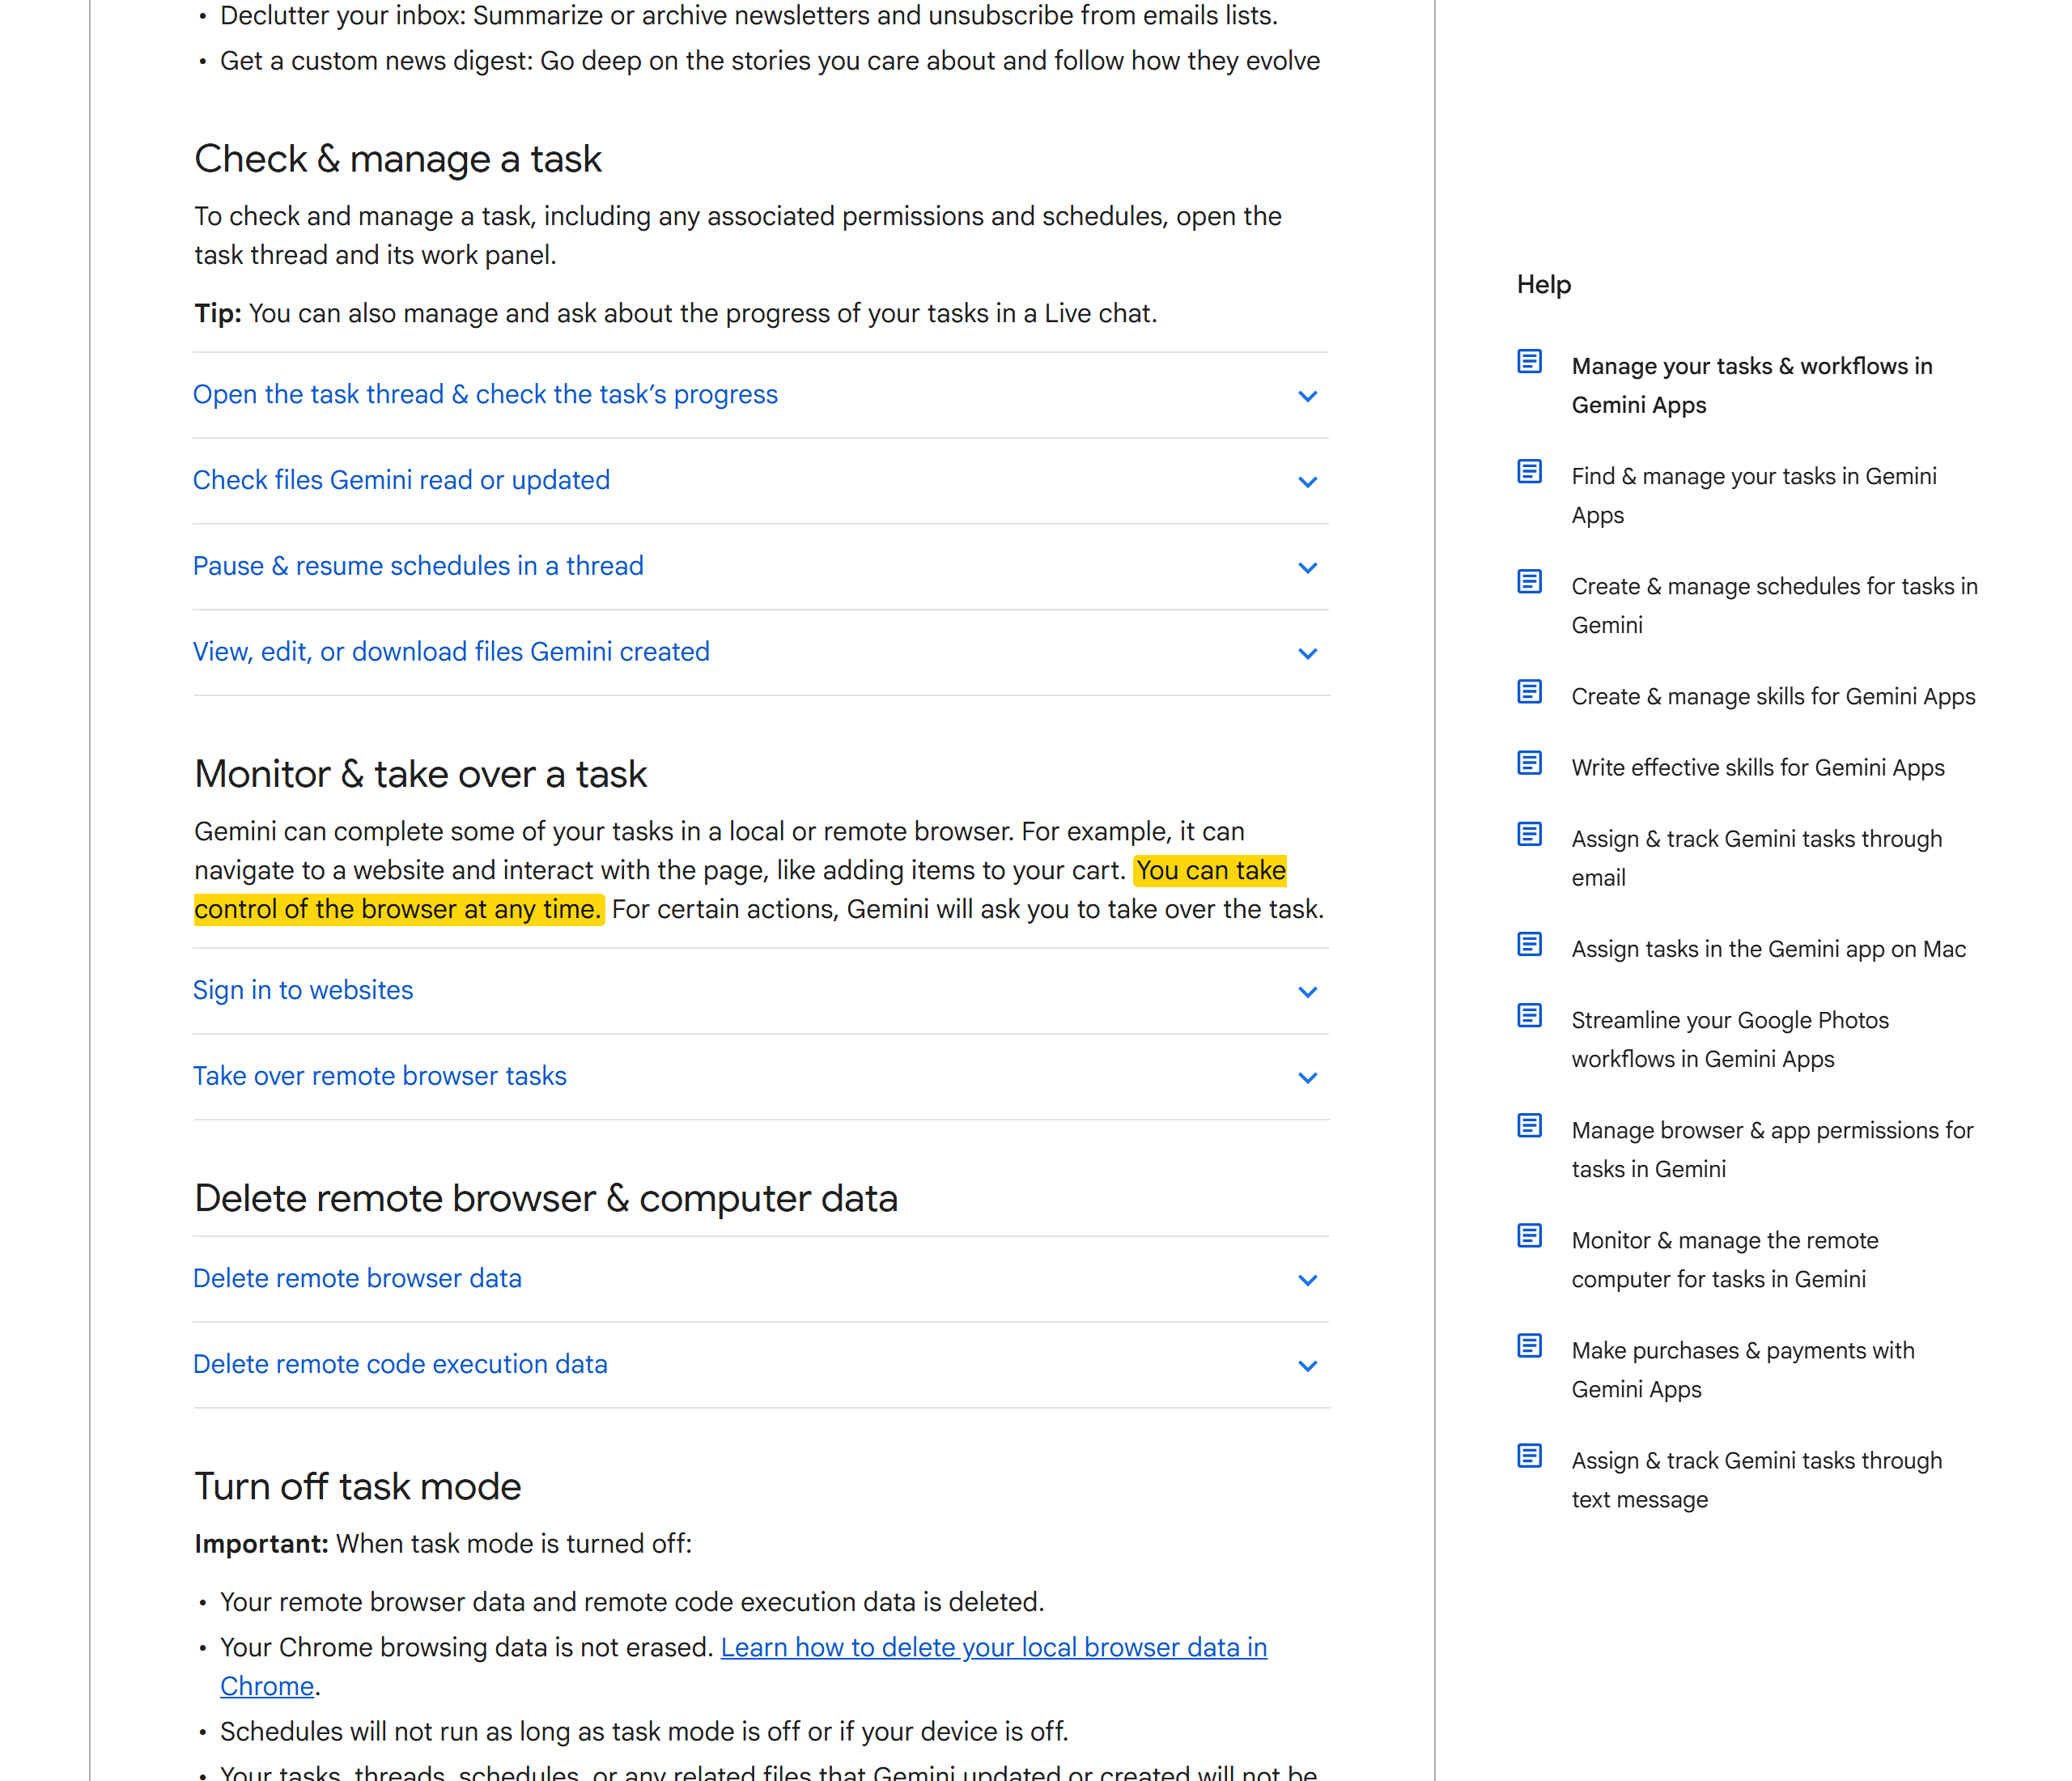 • Declutter your inbox: Summarize or archive newsletters and unsubscribe from emails lists.
• Get a custom news digest: Go deep on the stories you care about and follow how they evolve
Check & manage a task
To check and manage a task, including any associated permissions and schedules, open the
task thread and its work panel.
Tip: You can also manage and ask about the progress of your tasks in a Live chat.
Open the task thread & check the task’s progress
Check files Gemini read or updated
Pause & resume schedules in a thread
View, edit, or download files Gemini created
Monitor & take over a task
Gemini can complete some of your tasks in a local or remote browser. For example, it can
navigate to a website and interact with the page, like adding items to your cart. You can take
control of the browser at any time. For certain actions, Gemini will ask you to take over the task.
Sign in to websites
Take over remote browser tasks
Delete remote browser & computer data
Delete remote browser data
Delete remote code execution data
Turn off task mode
Important: When task mode is turned off:
• Your remote browser data and remote code execution data is deleted.
• Your Chrome browsing data is not erased. Learn how to delete your local browser data in
Chrome.
• Schedules will not run as long as task mode is off or if your device is off.
• Your tasks, threads, schedules, or any related files that Gemini updated or created will not be
Help
Manage your tasks & workflows in
Gemini Apps
Find & manage your tasks in Gemini
Apps
Create & manage schedules for tasks in
Gemini
Create & manage skills for Gemini Apps
Write effective skills for Gemini Apps
Assign & track Gemini tasks through
email
Assign tasks in the Gemini app on Mac
Streamline your Google Photos
workflows in Gemini Apps
Manage browser & app permissions for
tasks in Gemini
Monitor & manage the remote
computer for tasks in Gemini
Make purchases & payments with
Gemini Apps
Assign & track Gemini tasks through
text message